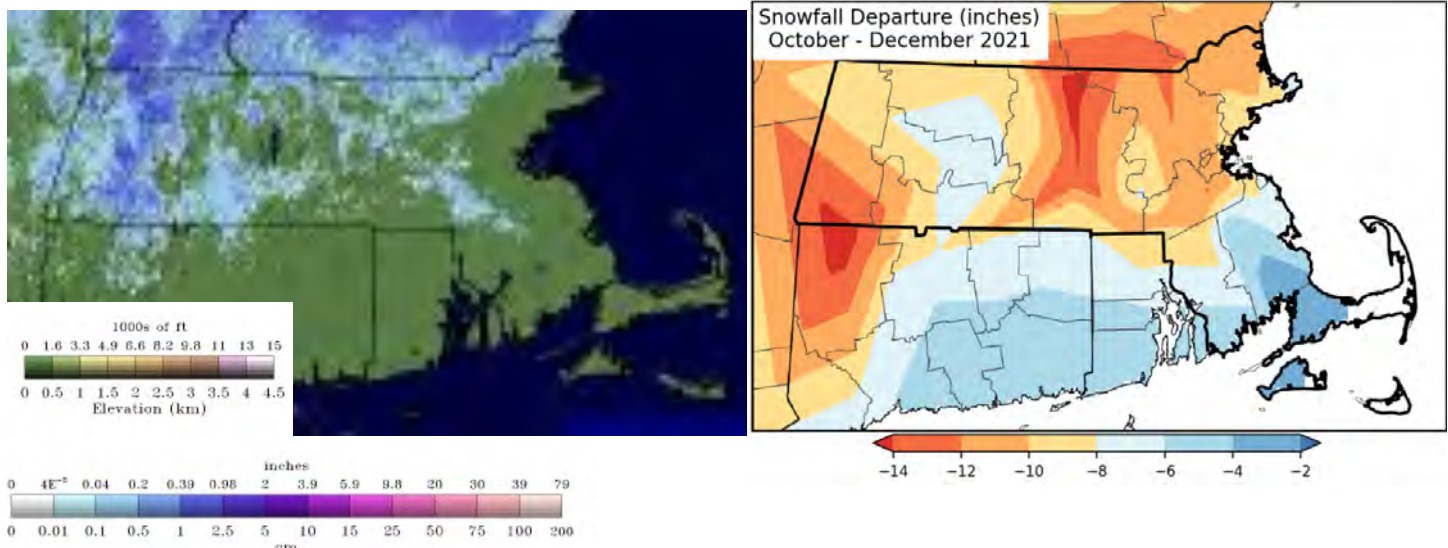 Snowfall Departure (inches)
October - December 2021
1000s of ft
0 1.6 3.3 4.9 6.6 8.2 9.8 11 13 15
0 0.5 1 1.5 2 2.5 3 3.5 4 4.5
Elevation (km)
inches
0 4E⁻³ 0.04 0.2 0.39 0.98 2 3.9 5.9 9.8 20 30 39 79
0 0.01 0.1 0.5 1 2.5 5 10 15 25 50 75 100 200
cm
−14 −12 −10 −8 −6 −4 −2